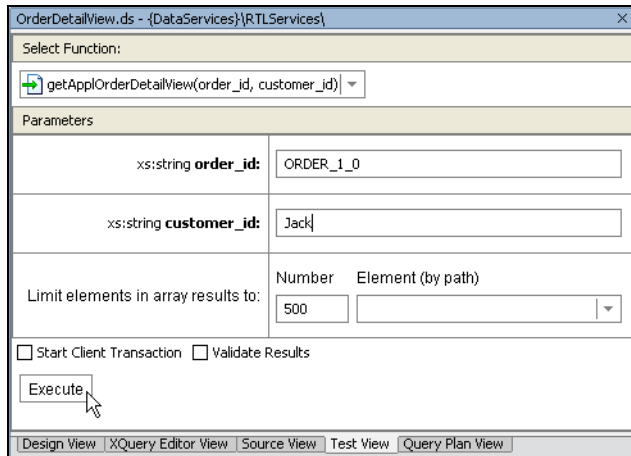 OrderDetailView.ds - {DataServices}\RTLServices\
Select Function:
getApplOrderDetailView(order_id, customer_id)
Parameters
xs:string order_id: ORDER_1_0
xs:string customer_id: Jack
Number Element (by path)
Limit elements in array results to: 500
Start Client Transaction Validate Results
Execute
Design View XQuery Editor View Source View Test View Query Plan View